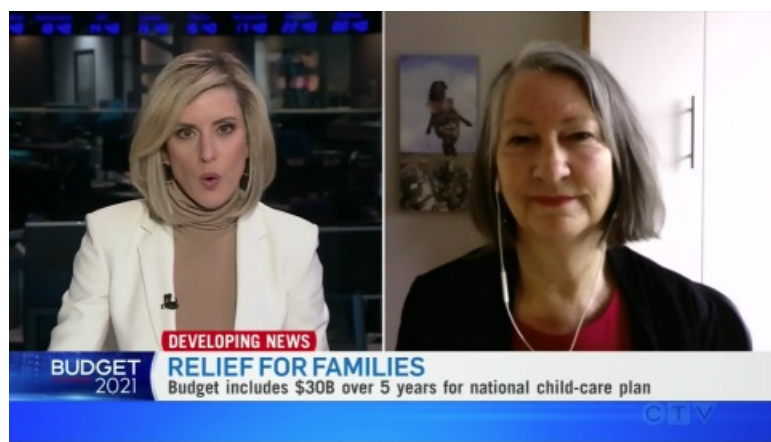 DEVELOPING NEWS
BUDGET
2021
RELIEF FOR FAMILIES
Budget includes $30B over 5 years for national child-care plan
CTV